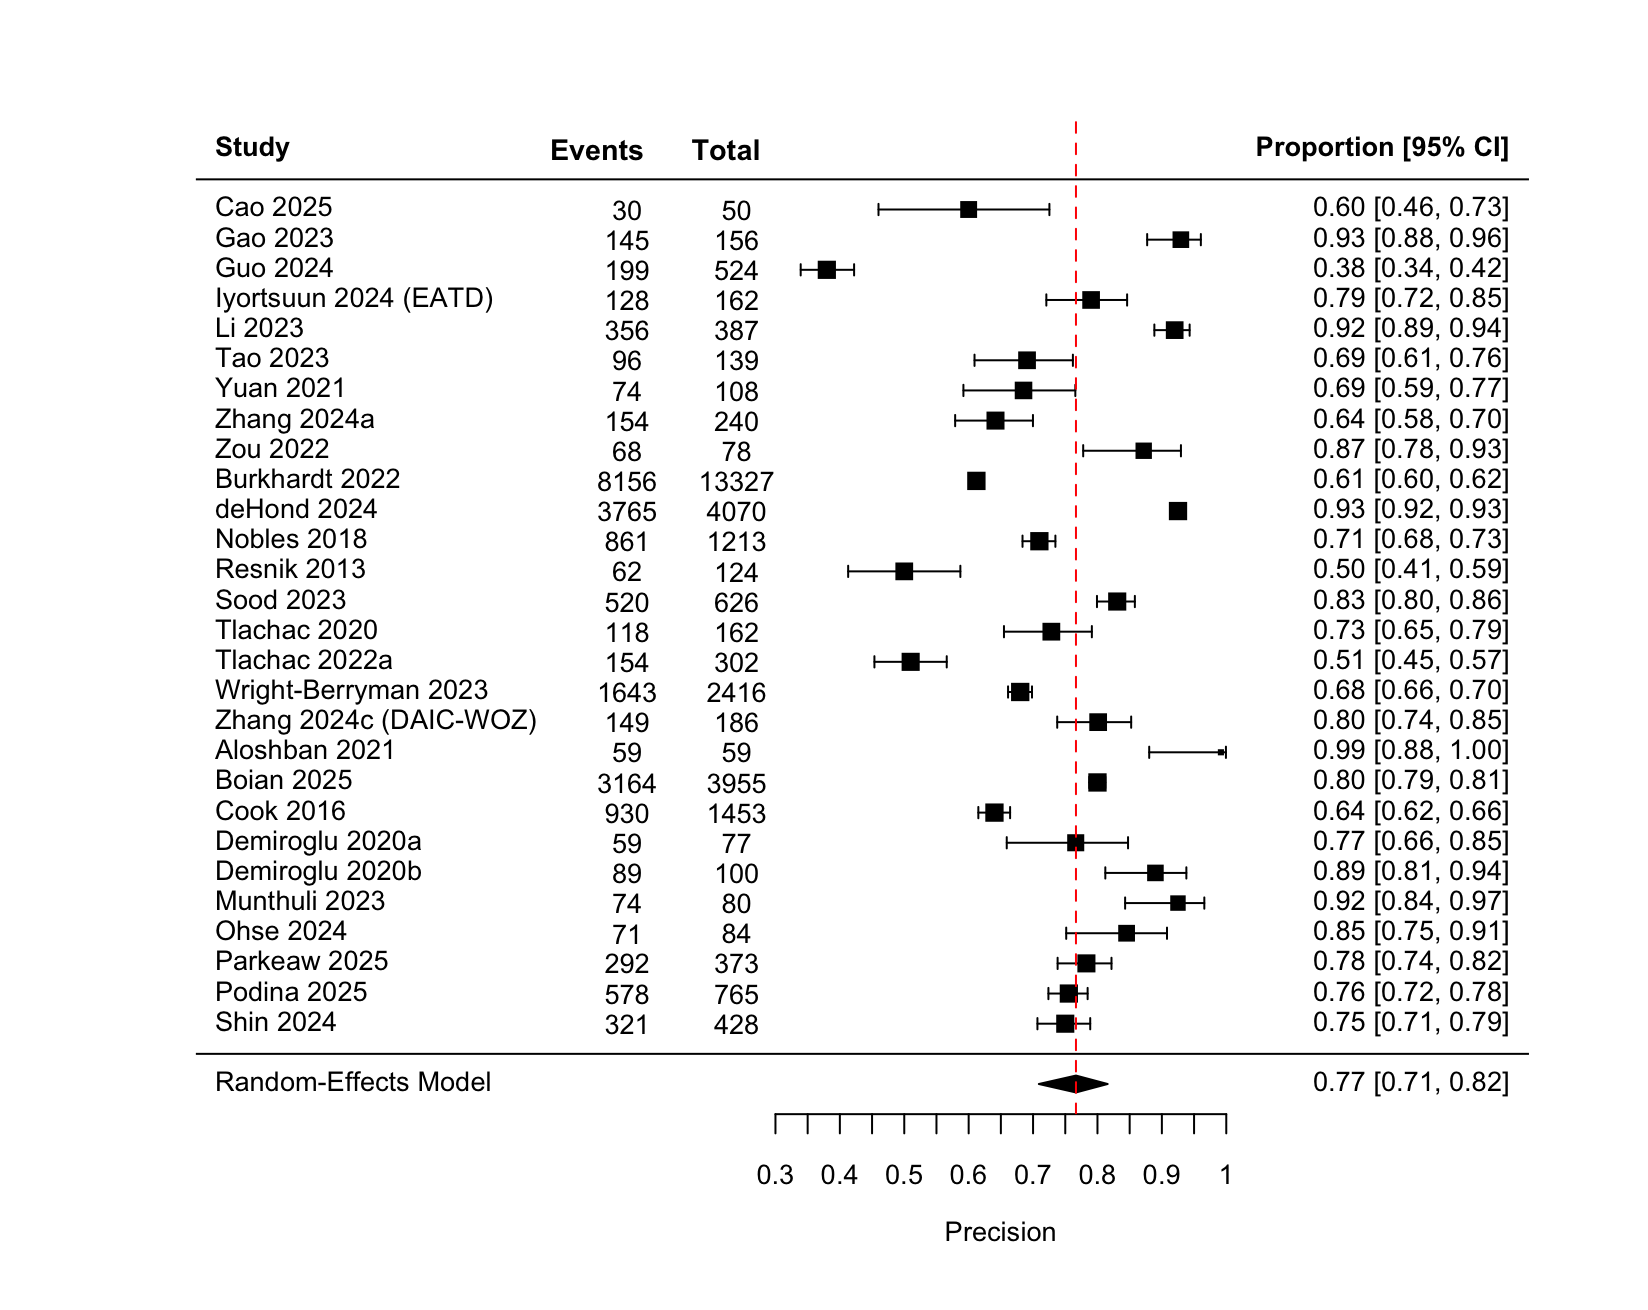 Study Events Total Proportion [95% CI]
Cao 2025 30 50 0.60 [0.46, 0.73]
Gao 2023 145 156 0.93 [0.88, 0.96]
Guo 2024 199 524 0.38 [0.34, 0.42]
Iyortsuun 2024 (EATD) 128 162 0.79 [0.72, 0.85]
Li 2023 356 387 0.92 [0.89, 0.94]
Tao 2023 96 139 0.69 [0.61, 0.76]
Yuan 2021 74 108 0.69 [0.59, 0.77]
Zhang 2024a 154 240 0.64 [0.58, 0.70]
Zou 2022 68 78 0.87 [0.78, 0.93]
Burkhardt 2022 8156 13327 0.61 [0.60, 0.62]
deHond 2024 3765 4070 0.93 [0.92, 0.93]
Nobles 2018 861 1213 0.71 [0.68, 0.73]
Resnik 2013 62 124 0.50 [0.41, 0.59]
Sood 2023 520 626 0.83 [0.80, 0.86]
Tlachac 2020 118 162 0.73 [0.65, 0.79]
Tlachac 2022a 154 302 0.51 [0.45, 0.57]
Wright-Berryman 2023 1643 2416 0.68 [0.66, 0.70]
Zhang 2024c (DAIC-WOZ) 149 186 0.80 [0.74, 0.85]
Aloshban 2021 59 59 0.99 [0.88, 1.00]
Boian 2025 3164 3955 0.80 [0.79, 0.81]
Cook 2016 930 1453 0.64 [0.62, 0.66]
Demiroglu 2020a 59 77 0.77 [0.66, 0.85]
Demiroglu 2020b 89 100 0.89 [0.81, 0.94]
Munthuli 2023 74 80 0.92 [0.84, 0.97]
Ohse 2024 71 84 0.85 [0.75, 0.91]
Parkeaw 2025 292 373 0.78 [0.74, 0.82]
Podina 2025 578 765 0.76 [0.72, 0.78]
Shin 2024 321 428 0.75 [0.71, 0.79]
Random-Effects Model 0.77 [0.71, 0.82]
0.3 0.4 0.5 0.6 0.7 0.8 0.9 1
Precision